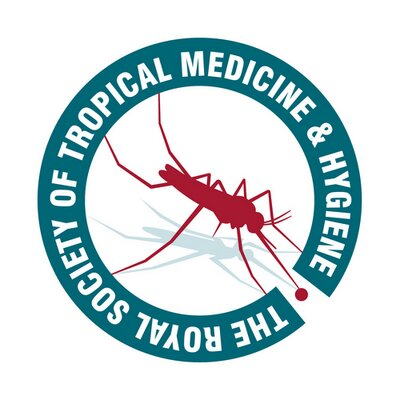 THE ROYAL SOCIETY OF TROPICAL MEDICINE & HYGIENE